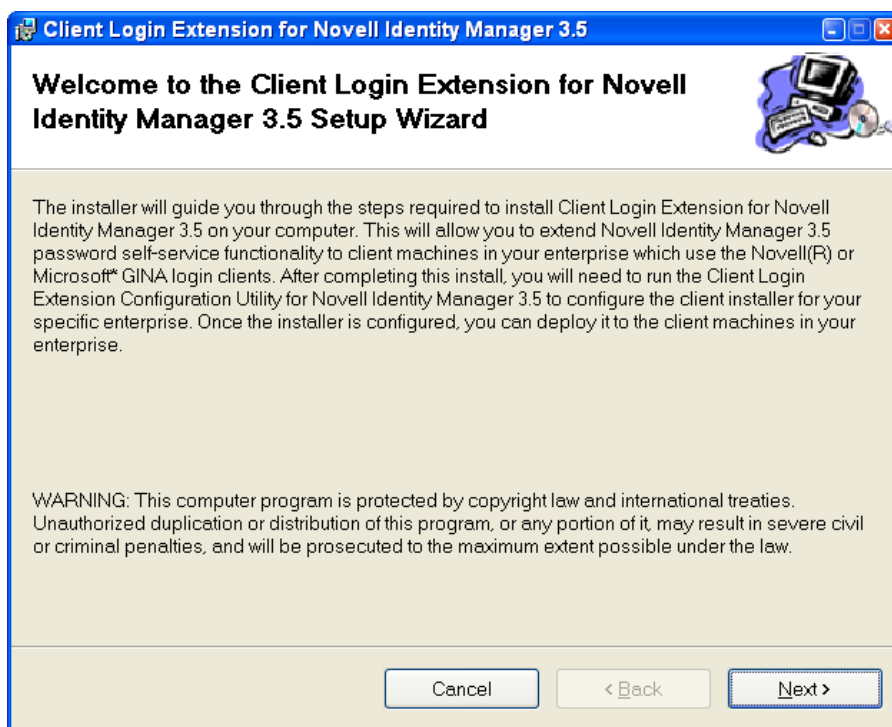 Client Login Extension for Novell Identity Manager 3.5
Welcome to the Client Login Extension for Novell
Identity Manager 3.5 Setup Wizard
The installer will guide you through the steps required to install Client Login Extension for Novell
Identity Manager 3.5 on your computer. This will allow you to extend Novell Identity Manager 3.5
password self-service functionality to client machines in your enterprise which use the Novell(R) or
Microsoft* GINA login clients. After completing this install, you will need to run the Client Login
Extension Configuration Utility for Novell Identity Manager 3.5 to configure the client installer for your
specific enterprise. Once the installer is configured, you can deploy it to the client machines in your
enterprise.
WARNING: This computer program is protected by copyright law and international treaties.
Unauthorized duplication or distribution of this program, or any portion of it, may result in severe civil
or criminal penalties, and will be prosecuted to the maximum extent possible under the law.
Cancel
< Back
Next >